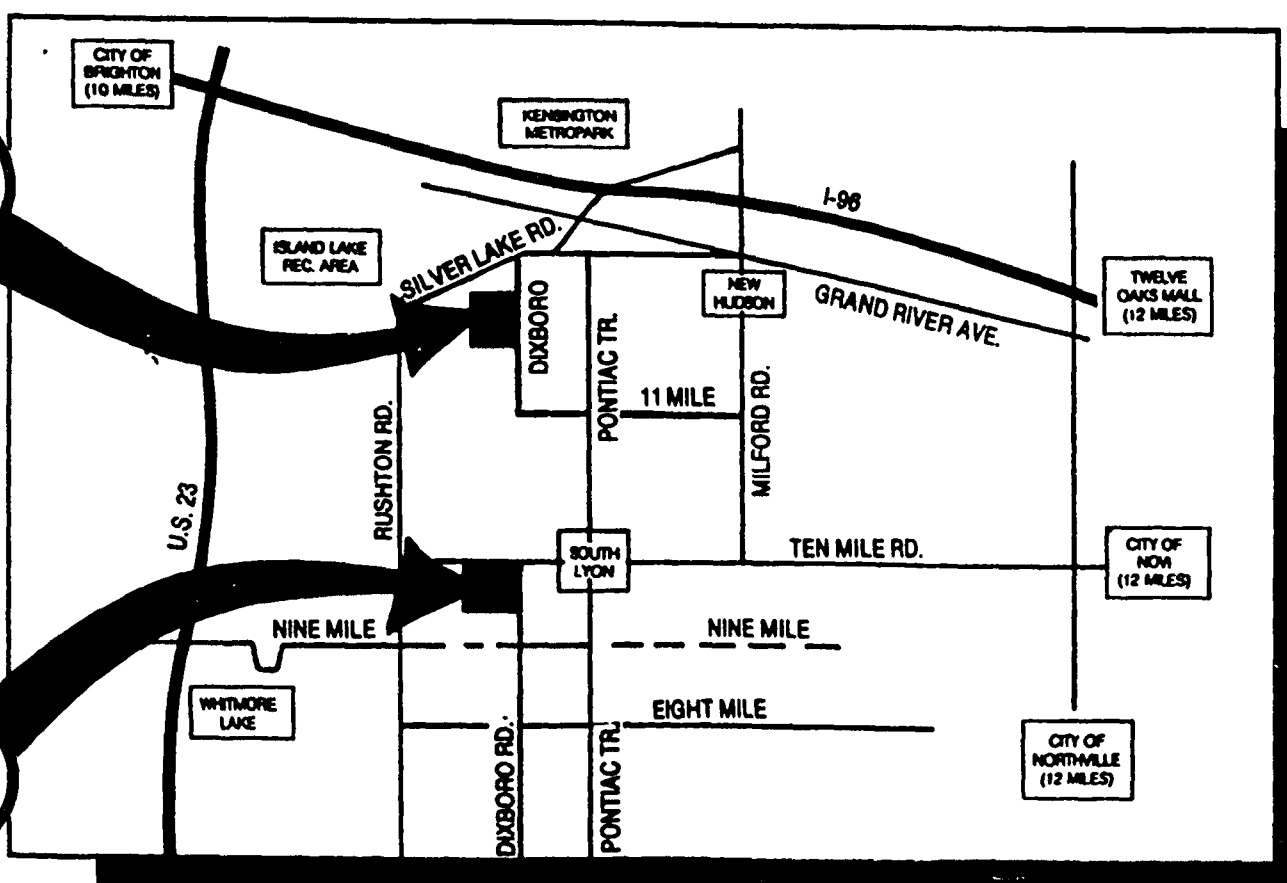 CITY OF
BRIGHTON
(10 MILES)
KENSINGTON
METROPARK
I-96
ISLAND LAKE
REC. AREA
SILVER LAKE RD.
TWELVE
OAKS MALL
(12 MILES)
NEW
HUDSON
GRAND RIVER AVE.
DIXBORO
PONTIAC TR.
11 MILE
MILFORD RD.
RUSHTON RD.
U.S. 23
SOUTH
LYON
TEN MILE RD.
CITY OF
NOVI
(12 MILES)
NINE MILE
NINE MILE
WHITMORE
LAKE
EIGHT MILE
DIXBORO RD.
PONTIAC TR.
CITY OF
NORTHVILLE
(12 MILES)